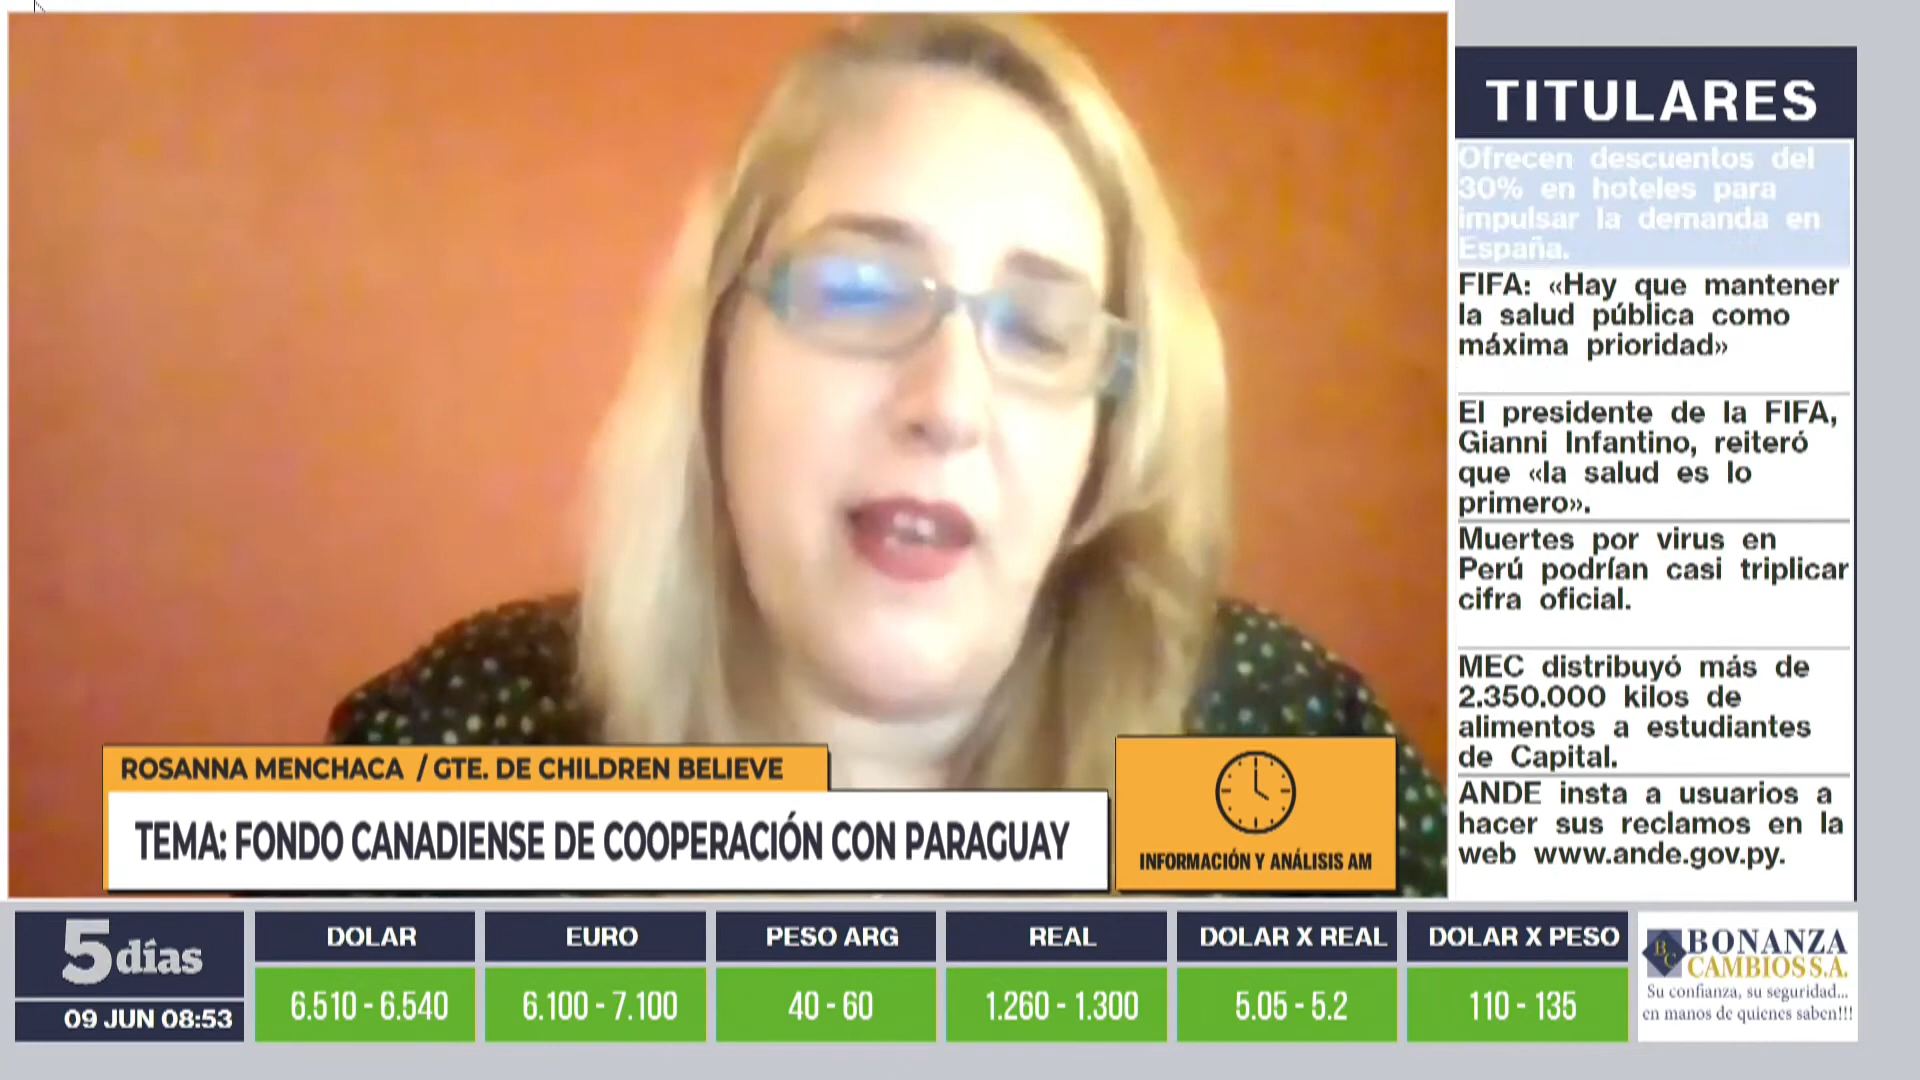 TITULARES
Ofrecen descuentos del
30% en hoteles para
impulsar la demanda en
España.
FIFA: «Hay que mantener
la salud pública como
máxima prioridad»
El presidente de la FIFA,
Gianni Infantino, reiteró
que «la salud es lo
primero».
Muertes por virus en
Perú podrían casi triplicar
cifra oficial.
MEC distribuyó más de
2.350.000 kilos de
alimentos a estudiantes
de Capital.
ANDE insta a usuarios a
hacer sus reclamos en la
web www.ande.gov.py.
ROSANNA MENCHACA / GTE. DE CHILDREN BELIEVE
TEMA: FONDO CANADIENSE DE COOPERACIÓN CON PARAGUAY
INFORMACIÓN Y ANÁLISIS AM
5días
09 JUN 08:53
DOLAR
6.510 - 6.540
EURO
6.100 - 7.100
PESO ARG
40 - 60
REAL
1.260 - 1.300
DOLAR X REAL
5.05 - 5.2
DOLAR X PESO
110 - 135
BC
BONANZA
CAMBIOS S.A.
Su confianza, su seguridad...
en manos de quienes saben!!!